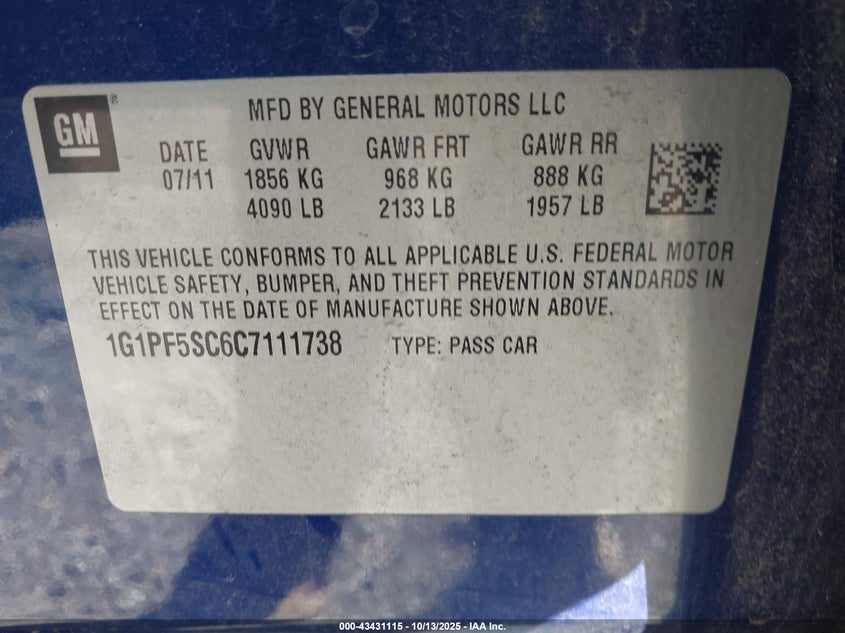 GM®
MFD BY GENERAL MOTORS LLC
DATE GVWR GAWR FRT GAWR RR
07/11 1856 KG 968 KG 888 KG
4090 LB 2133 LB 1957 LB
THIS VEHICLE CONFORMS TO ALL APPLICABLE U.S. FEDERAL MOTOR
VEHICLE SAFETY, BUMPER, AND THEFT PREVENTION STANDARDS IN
EFFECT ON THE DATE OF MANUFACTURE SHOWN ABOVE.
1G1PF5SC6C7111738 TYPE: PASS CAR
000-43431115 - 10/13/2025 - IAA Inc.